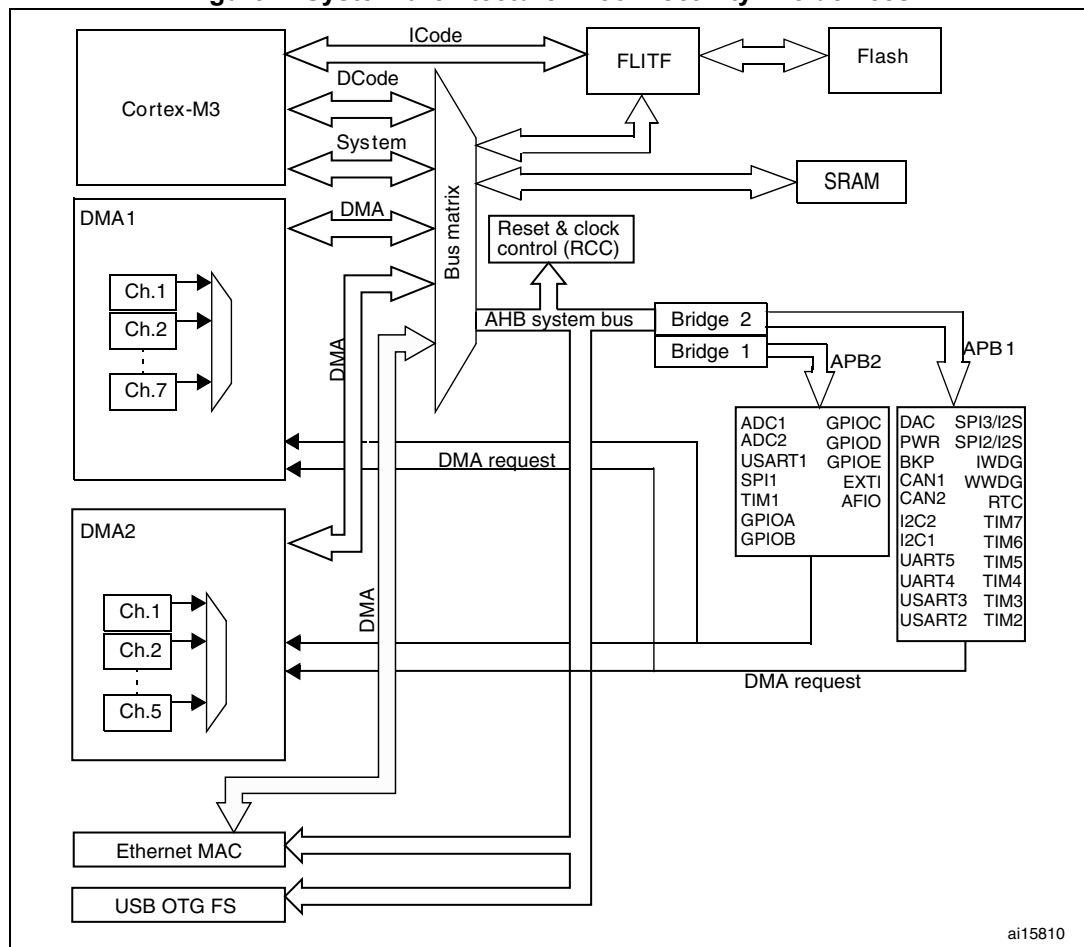 ICode
FLITF
Flash
Cortex-M3
DCode
System
SRAM
DMA1
DMA
Bus matrix
Reset & clock
control (RCC)
Ch.1
Ch.2
Ch.7
AHB system bus
Bridge 2
Bridge 1
APB2
APB1
DMA
DMA request
ADC1 GPIOC
ADC2 GPIOD
USART1 GPIOE
SPI1 EXTI
TIM1 AFIO
GPIOA
GPIOB
DAC SPI3/I2S
PWR SPI2/I2S
BKP IWDG
CAN1 WWDG
CAN2 RTC
I2C2 TIM7
I2C1 TIM6
UART5 TIM5
UART4 TIM4
USART3 TIM3
USART2 TIM2
DMA2
Ch.1
Ch.2
Ch.5
DMA
DMA request
Ethernet MAC
USB OTG FS
ai15810